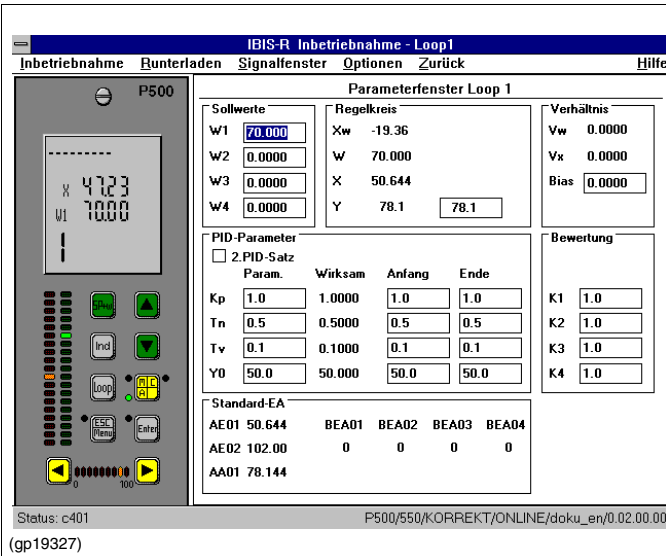 IBIS-R Inbetriebnahme - Loop1
Inbetriebnahme Runterladen Signalfenster Optionen Zurück Hilfe
P500
X 47.23
W1 70.00
1
SP-w
Ind
Loop
M C
A
ESC
Menu
Enter
0 100
Parameterfenster Loop 1
Sollwerte
W1 70.000
W2 0.0000
W3 0.0000
W4 0.0000
Regelkreis
Xw -19.36
W 70.000
X 50.644
Y 78.1 78.1
Verhältnis
Vw 0.0000
Vx 0.0000
Bias 0.0000
PID-Parameter
2.PID-Satz
Param. Wirksam Anfang Ende
Kp 1.0 1.0000 1.0 1.0
Tn 0.5 0.5000 0.5 0.5
Tv 0.1 0.1000 0.1 0.1
Y0 50.0 50.000 50.0 50.0
Bewertung
K1 1.0
K2 1.0
K3 1.0
K4 1.0
Standard-EA
AE01 50.644 BEA01 BEA02 BEA03 BEA04
AE02 102.00 0 0 0 0
AA01 78.144
Status: c401 P500/550/KORREKT/ONLINE/doku_en/0.02.00.00
(gp19327)